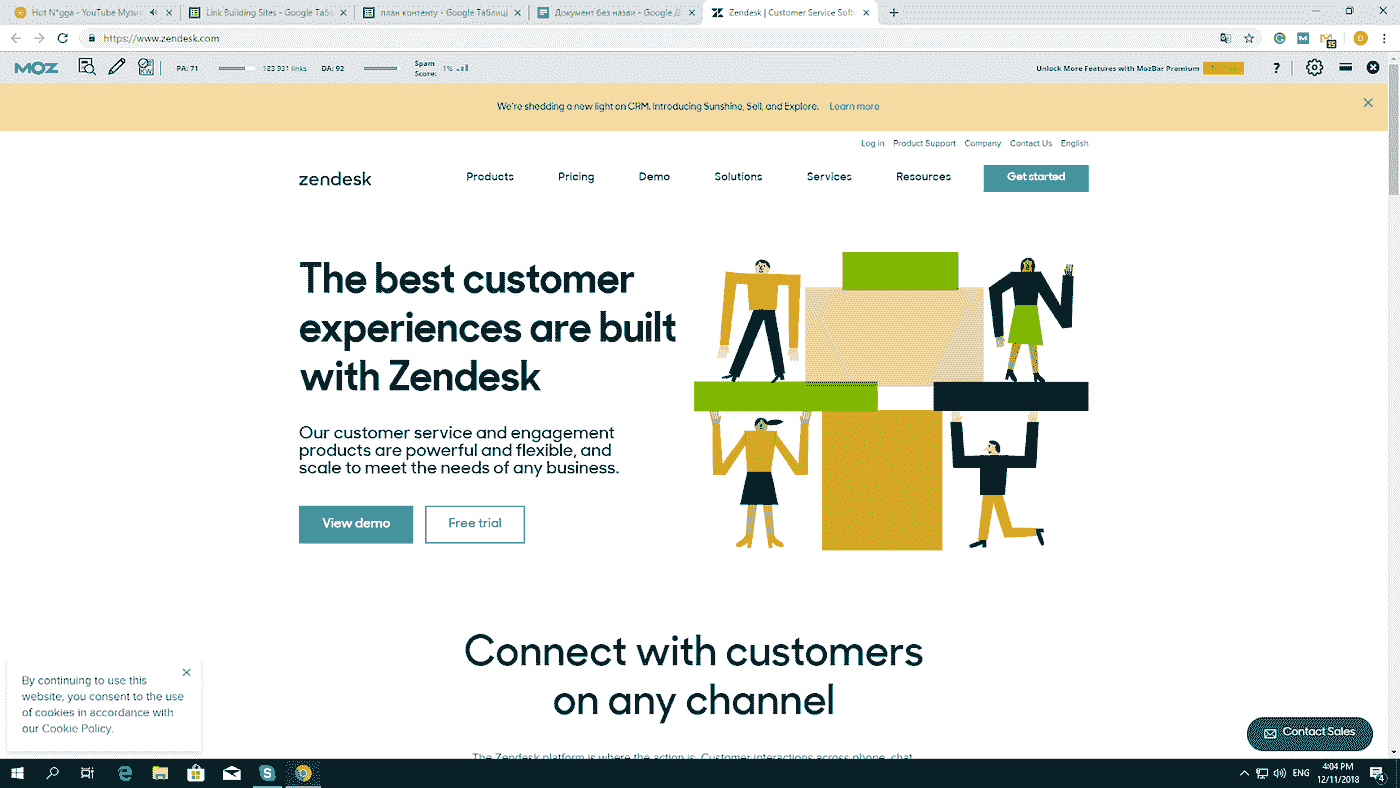 Hot N*gga - YouTube Музи
Link Building Sites - Google Табл
план контенту - Google Таблиці
Документ без назви - Google Д
Zendesk | Customer Service Soft
https://www.zendesk.com
15
D
MOZ
KW
PA: 71
183 931 links
DA: 92
Spam
Score:
1%
Unlock More Features with MozBar Premium
?
We're shedding a new light on CRM. Introducing Sunshine, Sell, and Explore. Learn more
Log in Product Support Company Contact Us English
zendesk
Products Pricing Demo Solutions Services Resources Get started
The best customer
experiences are built
with Zendesk
Our customer service and engagement
products are powerful and flexible, and
scale to meet the needs of any business.
View demo Free trial
Connect with customers
on any channel
By continuing to use this
website, you consent to the use
of cookies in accordance with
our Cookie Policy.
Contact Sales
The Zendesk platform is where the action is. Customer interactions across phone, chat,
ENG
4:04 PM
12/11/2018
4